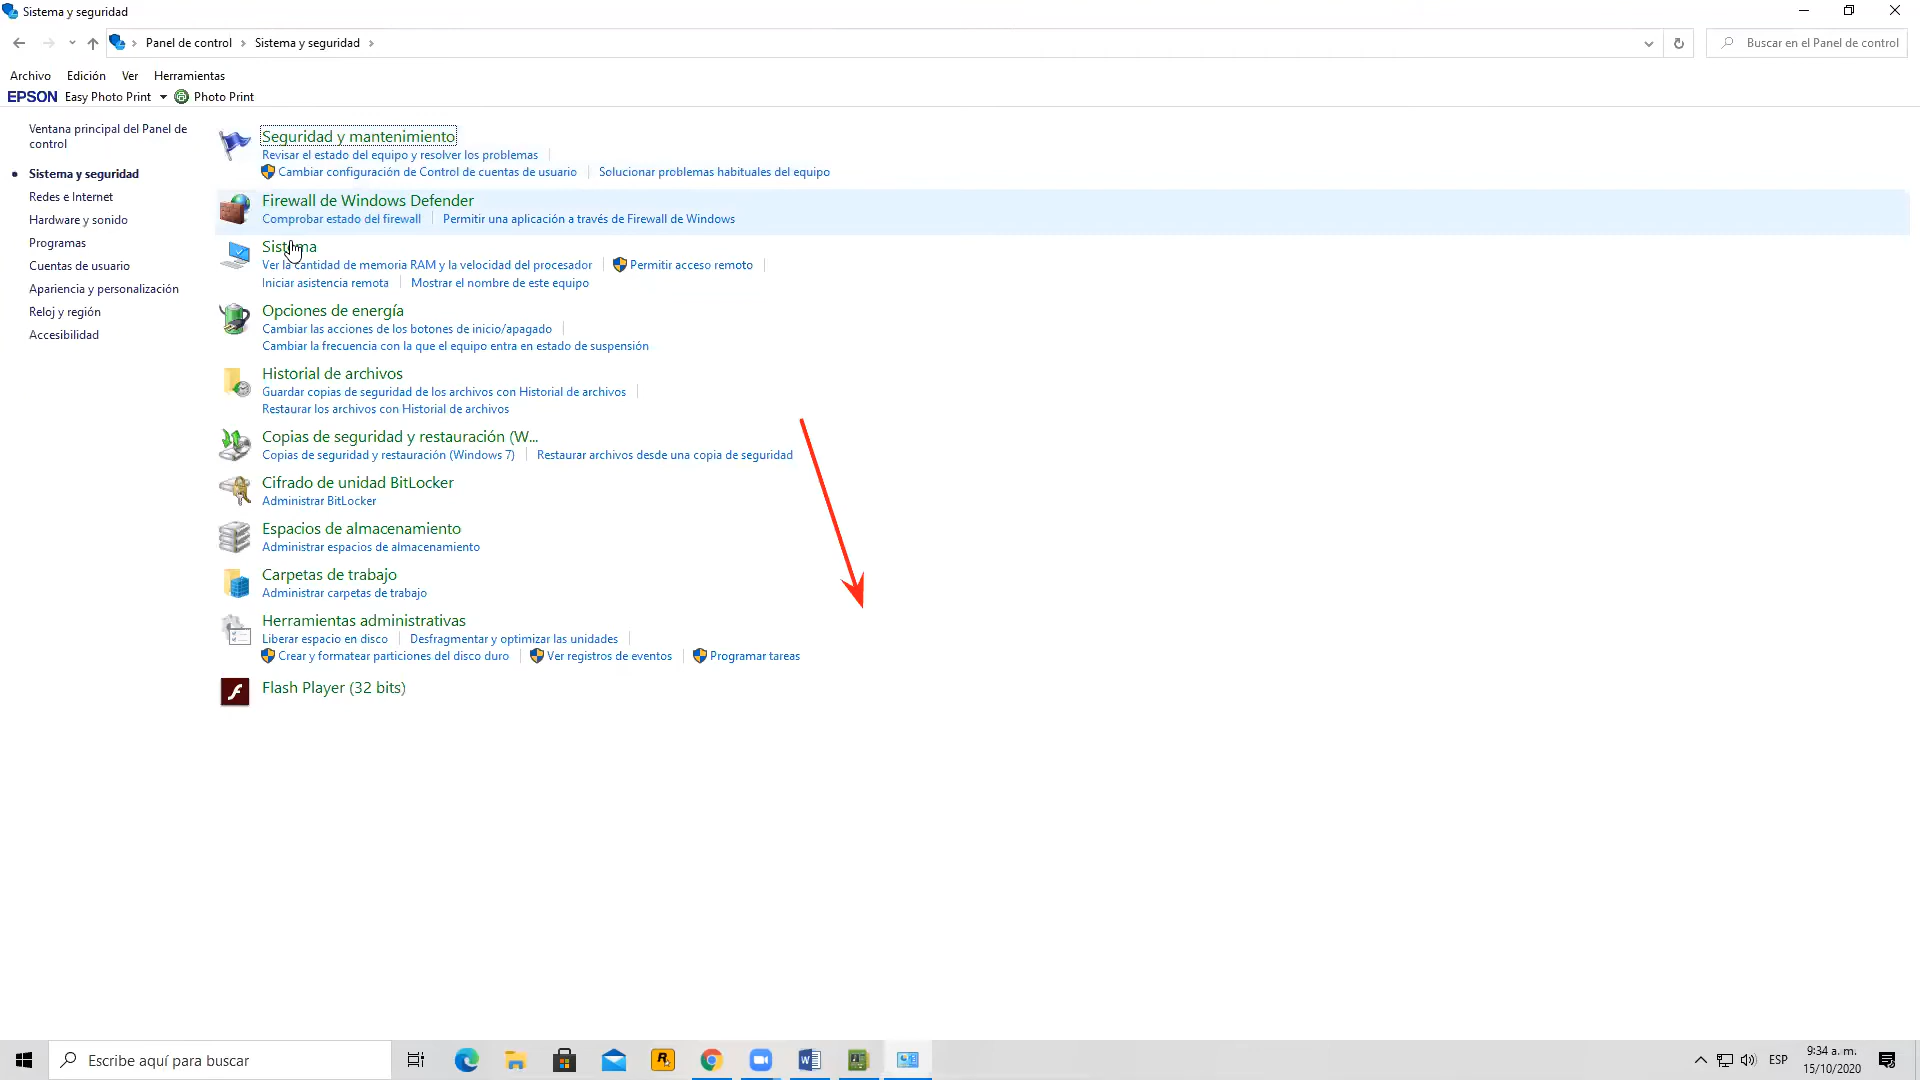 Sistema y seguridad
Panel de control
Sistema y seguridad
Buscar en el Panel de control
Archivo Edición Ver Herramientas
EPSON Easy Photo Print Photo Print
Ventana principal del Panel de
control
Sistema y seguridad
Redes e Internet
Hardware y sonido
Programas
Cuentas de usuario
Apariencia y personalización
Reloj y región
Accesibilidad
Seguridad y mantenimiento
Revisar el estado del equipo y resolver los problemas
Cambiar configuración de Control de cuentas de usuario Solucionar problemas habituales del equipo
Firewall de Windows Defender
Comprobar estado del firewall Permitir una aplicación a través de Firewall de Windows
Sistema
Ver la cantidad de memoria RAM y la velocidad del procesador Permitir acceso remoto
Iniciar asistencia remota Mostrar el nombre de este equipo
Opciones de energía
Cambiar las acciones de los botones de inicio/apagado
Cambiar la frecuencia con la que el equipo entra en estado de suspensión
Historial de archivos
Guardar copias de seguridad de los archivos con Historial de archivos
Restaurar los archivos con Historial de archivos
Copias de seguridad y restauración (W...
Copias de seguridad y restauración (Windows 7) Restaurar archivos desde una copia de seguridad
Cifrado de unidad BitLocker
Administrar BitLocker
Espacios de almacenamiento
Administrar espacios de almacenamiento
Carpetas de trabajo
Administrar carpetas de trabajo
Herramientas administrativas
Liberar espacio en disco Desfragmentar y optimizar las unidades
Crear y formatear particiones del disco duro Ver registros de eventos Programar tareas
Flash Player (32 bits)
Escribe aquí para buscar
ESP
9:34 a. m.
15/10/2020